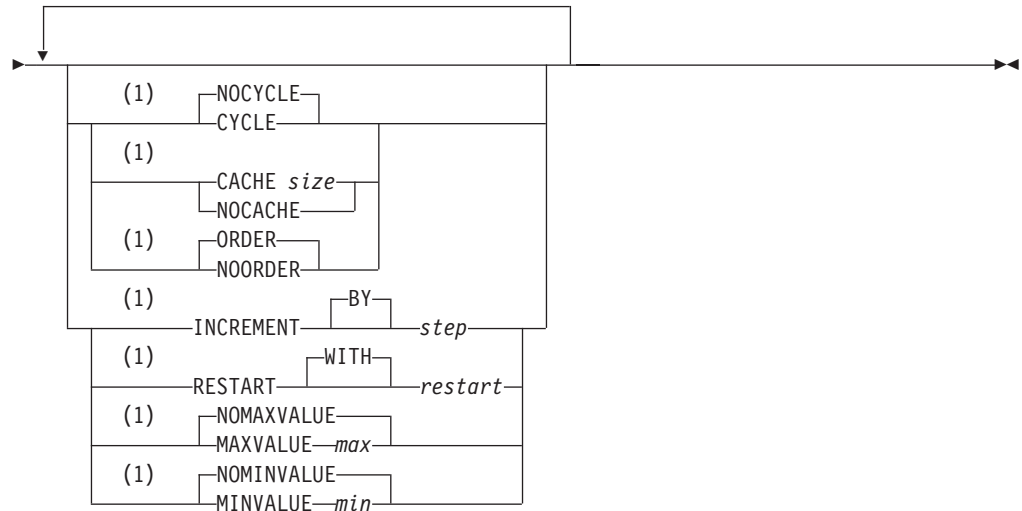 (1) NOCYCLE
CYCLE
(1)
CACHE size
NOCACHE
(1) ORDER
NOORDER
(1) BY
INCREMENT step
(1) WITH
RESTART restart
(1) NOMAXVALUE
MAXVALUE max
(1) NOMINVALUE
MINVALUE min